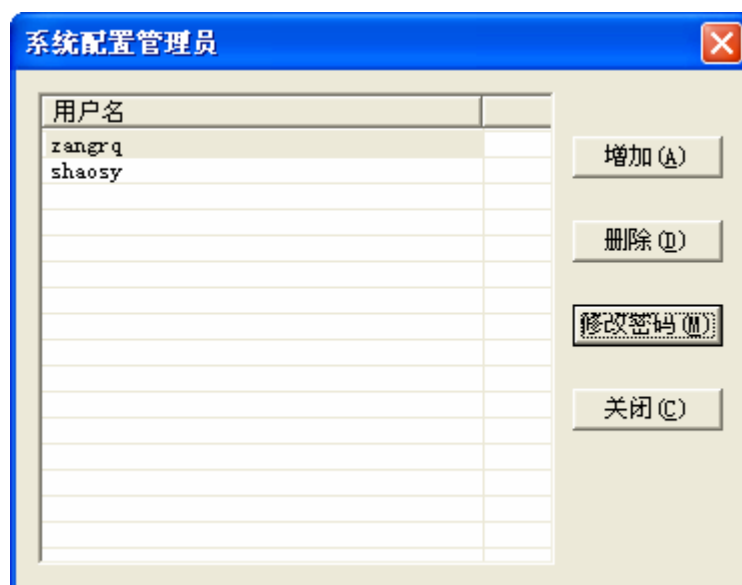 系统配置管理员
用户名
zangrq
shaosy
增加(A)
删除(D)
修改密码(M)
关闭(C)